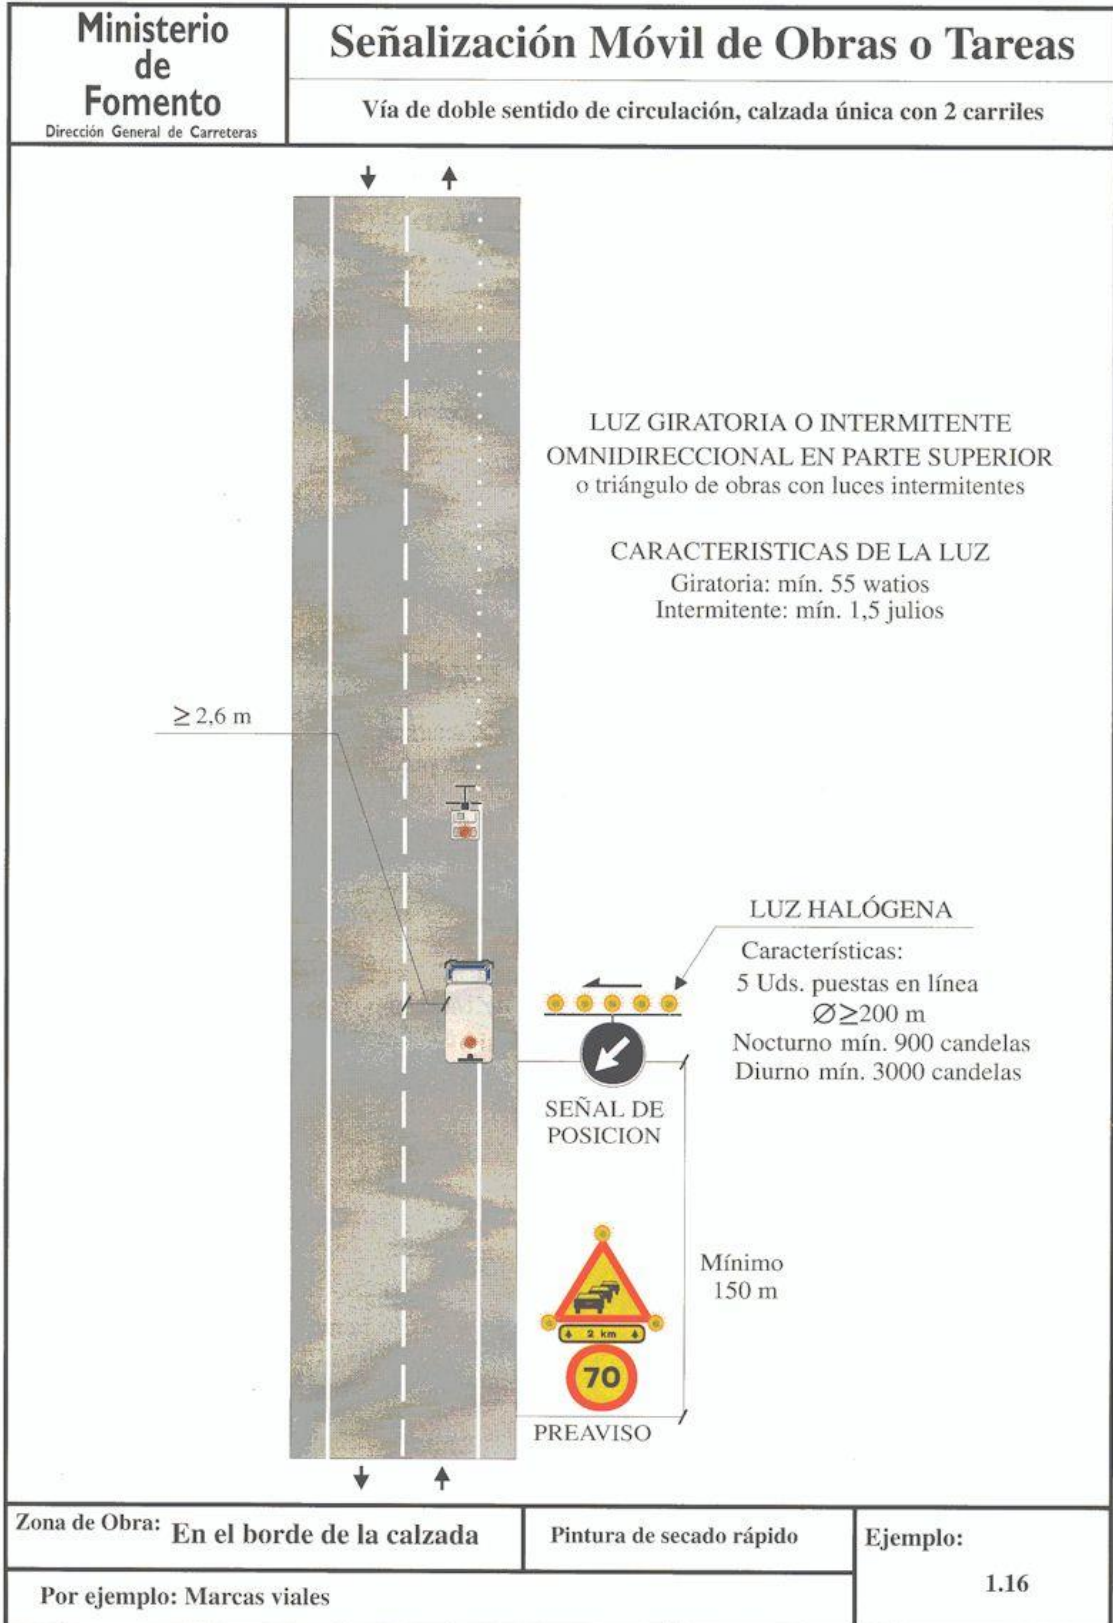 Ministerio
de
Fomento
Dirección General de Carreteras
Señalización Móvil de Obras o Tareas
Vía de doble sentido de circulación, calzada única con 2 carriles
LUZ GIRATORIA O INTERMITENTE
OMNIDIRECCIONAL EN PARTE SUPERIOR
o triángulo de obras con luces intermitentes
CARACTERISTICAS DE LA LUZ
Giratoria: mín. 55 watios
Intermitente: mín. 1,5 julios
≥ 2,6 m
LUZ HALÓGENA
Característícas:
5 Uds. puestas en línea
Ø≥200 m
Nocturno mín. 900 candelas
Diurno mín. 3000 candelas
SEÑAL DE
POSICION
Mínimo
150 m
2 km
70
PREAVISO
Zona de Obra: En el borde de la calzada
Pintura de secado rápido
Ejemplo:
1.16
Por ejemplo: Marcas viales